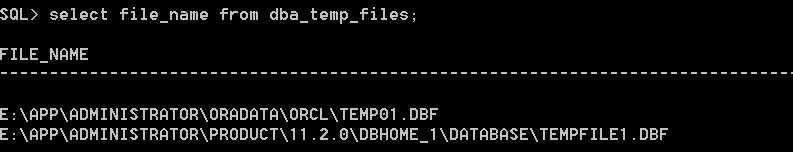 SQL> select file_name from dba_temp_files;
FILE_NAME
--------------------------------------------------------------------------------
E:\APP\ADMINISTRATOR\ORADATA\ORCL\TEMP01.DBF
E:\APP\ADMINISTRATOR\PRODUCT\11.2.0\DBHOME_1\DATABASE\TEMPFILE1.DBF